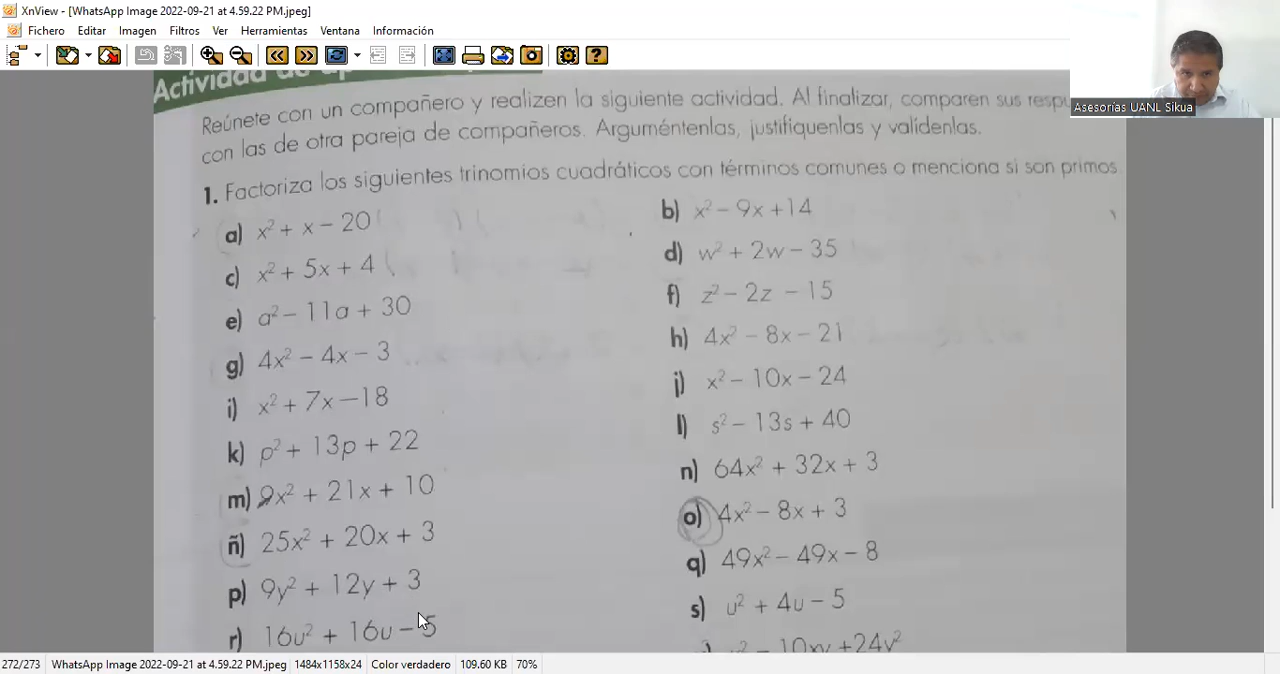 XnView - [WhatsApp Image 2022-09-21 at 4.59.22 PM.jpeg]
Fichero Editar Imagen Filtros Ver Herramientas Ventana Información
Actividad de
Reúnete con un compañero y realizen la siguiente actividad. Al finalizar, comparen sus
con las de otra pareja de compañeros. Arguméntenlas, justifíquenlas y valídenlas.
Asesorías UANL Sikua
1. Factoriza los siguientes trinomios cuadráticos con términos comunes o menciona si son primos
a) x² + x − 20
b) x² − 9x + 14
c) x² + 5x + 4
d) w² + 2w − 35
e) a² − 11a + 30
f) z² − 2z − 15
g) 4x² − 4x − 3
h) 4x² − 8x − 21
i) x² + 7x − 18
j) x² − 10x − 24
k) p² + 13p + 22
l) s² − 13s + 40
m) 9x² + 21x + 10
n) 64x² + 32x + 3
ñ) 25x² + 20x + 3
o) 4x² − 8x + 3
p) 9y² + 12y + 3
q) 49x² − 49x − 8
r) 16u² + 16u − 5
s) u² + 4u − 5
− 10xy + 24y²
272/273 WhatsApp Image 2022-09-21 at 4.59.22 PM.jpeg 1484x1158x24 Color verdadero 109.60 KB 70%